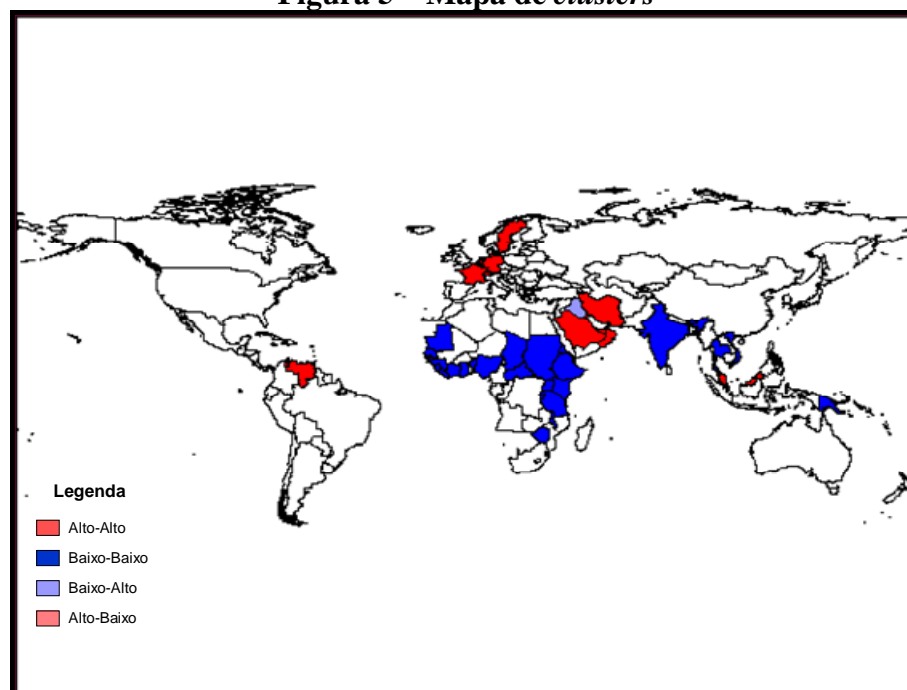 Figura 3 – Mapa de clusters
Legenda
Alto-Alto
Baixo-Baixo
Baixo-Alto
Alto-Baixo